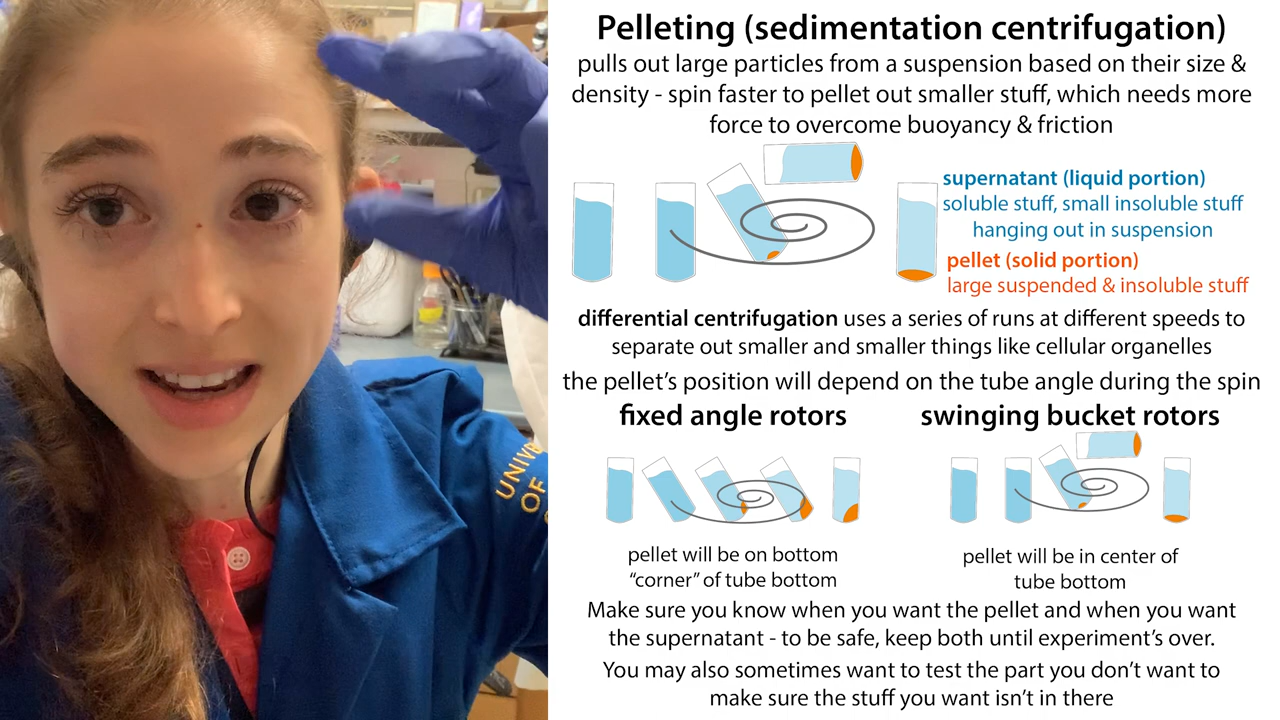 Pelleting (sedimentation centrifugation)
pulls out large particles from a suspension based on their size &
density - spin faster to pellet out smaller stuff, which needs more
force to overcome buoyancy & friction
supernatant (liquid portion)
soluble stuff, small insoluble stuff
hanging out in suspension
pellet (solid portion)
large suspended & insoluble stuff
differential centrifugation uses a series of runs at different speeds to
separate out smaller and smaller things like cellular organelles
the pellet's position will depend on the tube angle during the spin
fixed angle rotors
pellet will be on bottom
“corner” of tube bottom
swinging bucket rotors
pellet will be in center of
tube bottom
Make sure you know when you want the pellet and when you want
the supernatant - to be safe, keep both until experiment's over.
You may also sometimes want to test the part you don't want to
make sure the stuff you want isn't in there
UNIV
OF